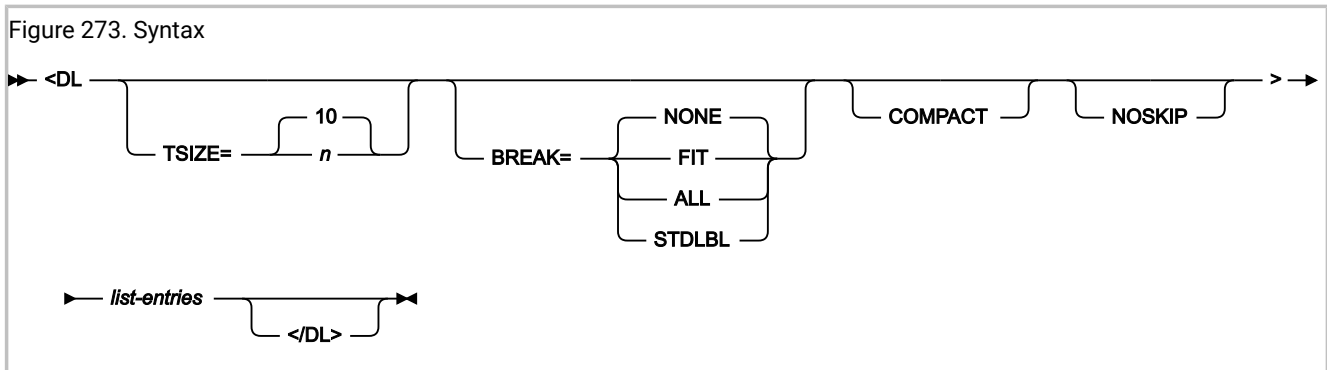 Figure 273. Syntax
<DL
TSIZE=
10
n
BREAK=
NONE
FIT
ALL
STDLBL
COMPACT
NOSKIP
>
list-entries
</DL>